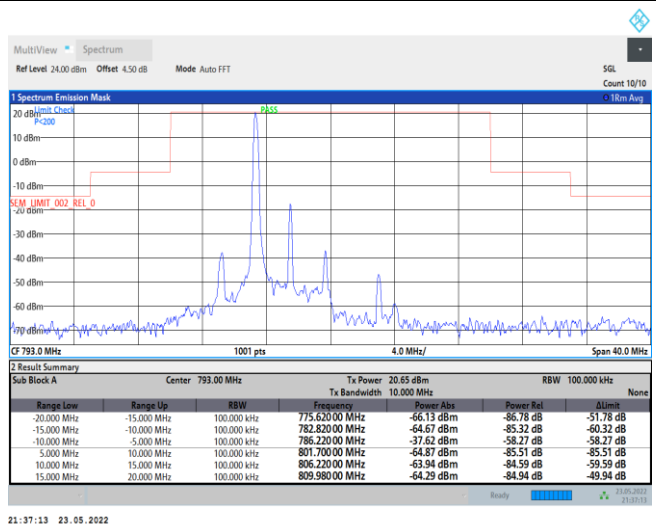 MultiView Spectrum
Ref Level 24.00 dBm Offset 4.50 dB Mode Auto FFT SGL
Count 10/10
1 Spectrum Emission Mask 1Rm Avg
Limit Check PASS
20 dBm
P<200
10 dBm
0 dBm
-10 dBm
SEM_LIMIT_002_REL_0
-20 dBm
-30 dBm
-40 dBm
-50 dBm
-60 dBm
-70 dBm
CF 793.0 MHz 1001 pts 4.0 MHz/ Span 40.0 MHz
2 Result Summary
Sub Block A Center 793.00 MHz Tx Power 20.65 dBm RBW 100.000 kHz
Tx Bandwidth 10.000 MHz None
Range Low Range Up RBW Frequency Power Abs Power Rel ΔLimit
-20.000 MHz -15.000 MHz 100.000 kHz 775.62000 MHz -66.13 dBm -86.78 dB -51.78 dB
-15.000 MHz -10.000 MHz 100.000 kHz 782.82000 MHz -64.67 dBm -85.32 dB -60.32 dB
-10.000 MHz -5.000 MHz 100.000 kHz 786.22000 MHz -37.62 dBm -58.27 dB -58.27 dB
5.000 MHz 10.000 MHz 100.000 kHz 801.70000 MHz -64.87 dBm -85.51 dB -85.51 dB
10.000 MHz 15.000 MHz 100.000 kHz 806.22000 MHz -63.94 dBm -84.59 dB -59.59 dB
15.000 MHz 20.000 MHz 100.000 kHz 809.98000 MHz -64.29 dBm -84.94 dB -49.94 dB
Ready 23.05.2022
21:37:13
21:37:13 23.05.2022